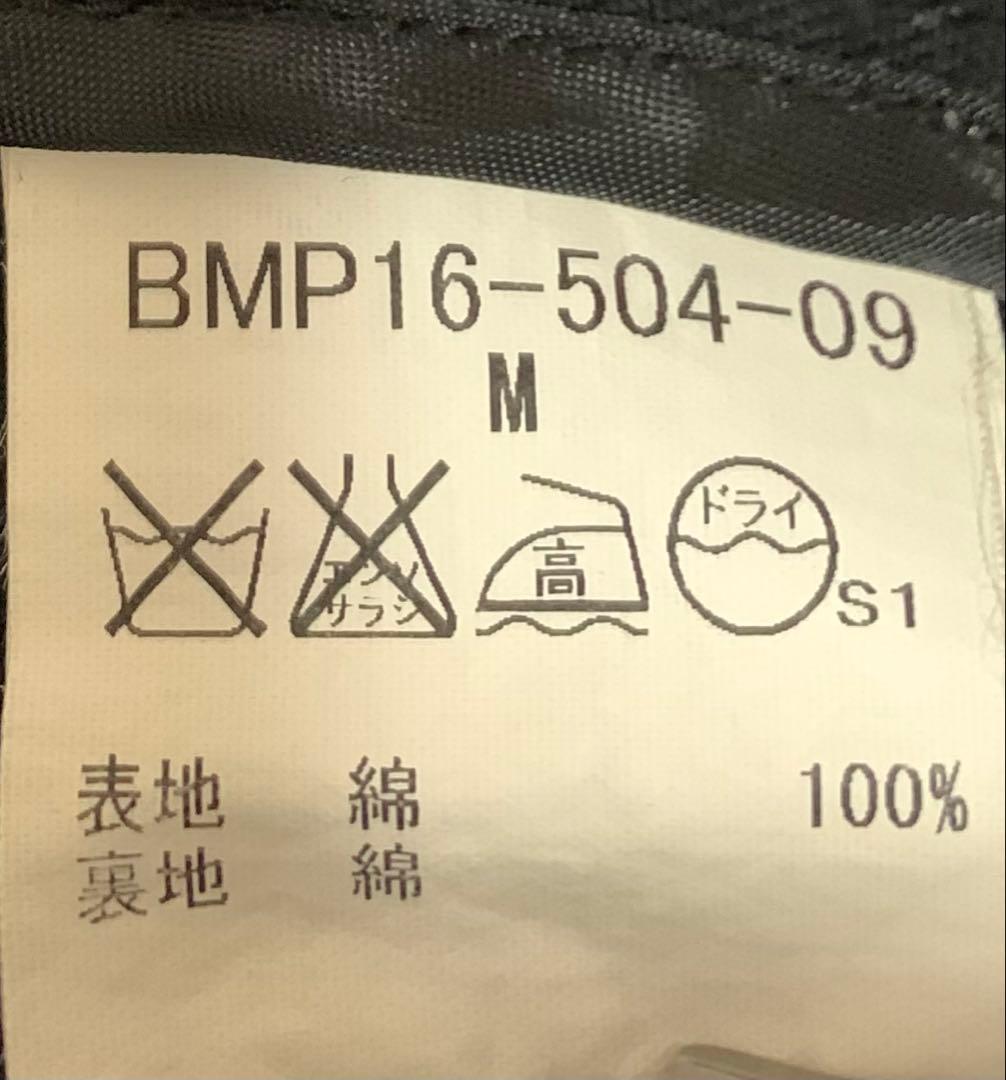 BMP16-504-09
M
エンソ
サラシ
高
ドライ
S1
表地 綿 100%
裏地 綿